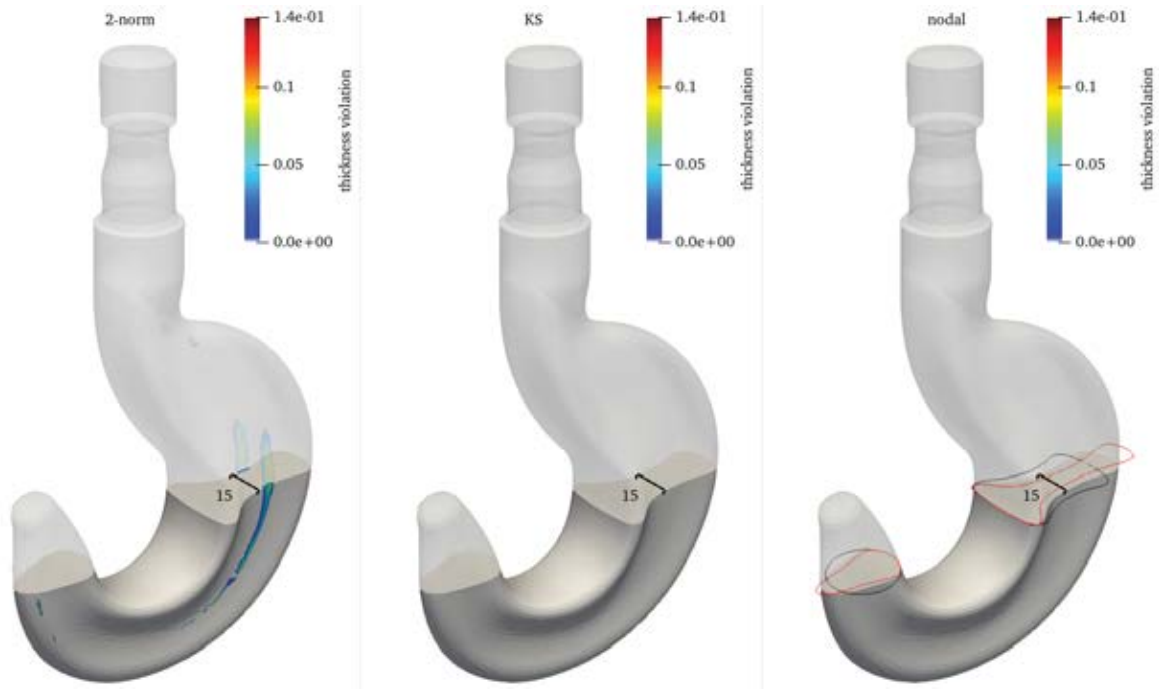 2-norm
1.4e-01
0.1
0.05
0.0e+00
thickness violation
15
KS
1.4e-01
0.1
0.05
0.0e+00
thickness violation
15
nodal
1.4e-01
0.1
0.05
0.0e+00
thickness violation
15